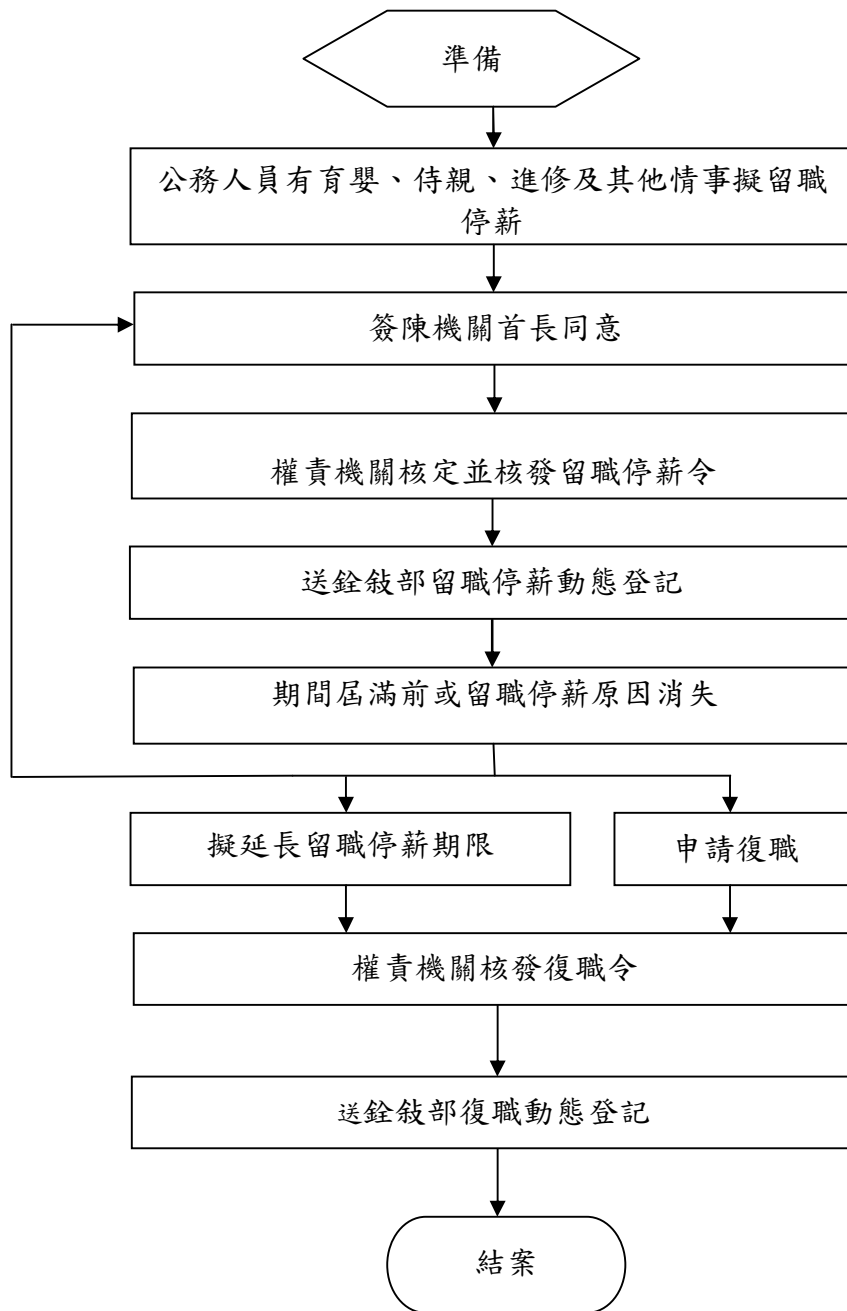 準備
公務人員有育嬰、侍親、進修及其他情事擬留職
停薪
簽陳機關首長同意
權責機關核定並核發留職停薪令
送銓敍部留職停薪動態登記
期間屆滿前或留職停薪原因消失
擬延長留職停薪期限
申請復職
權責機關核發復職令
送銓敍部復職動態登記
結案